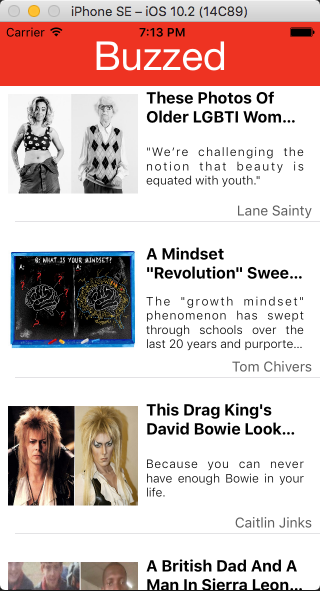 iPhone SE – iOS 10.2 (14C89)
Carrier 7:13 PM
Buzzed
These Photos Of
Older LGBTI Wom...
"We're challenging the
notion that beauty is
equated with youth."
Lane Sainty
Q: WHAT IS YOUR MINDSET?
A: A:
A Mindset
"Revolution" Swee...
The "growth mindset"
phenomenon has swept
through schools over the
last 20 years and purporte...
Tom Chivers
This Drag King's
David Bowie Look...
Because you can never
have enough Bowie in your
life.
Caitlin Jinks
A British Dad And A
Man In Sierra Leon...